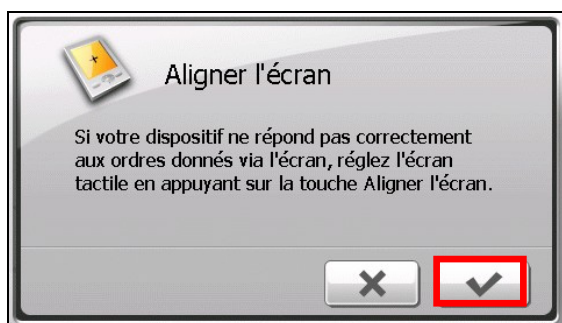 Aligner l'écran
Si votre dispositif ne répond pas correctement
aux ordres donnés via l'écran, réglez l'écran
tactile en appuyant sur la touche Aligner l'écran.